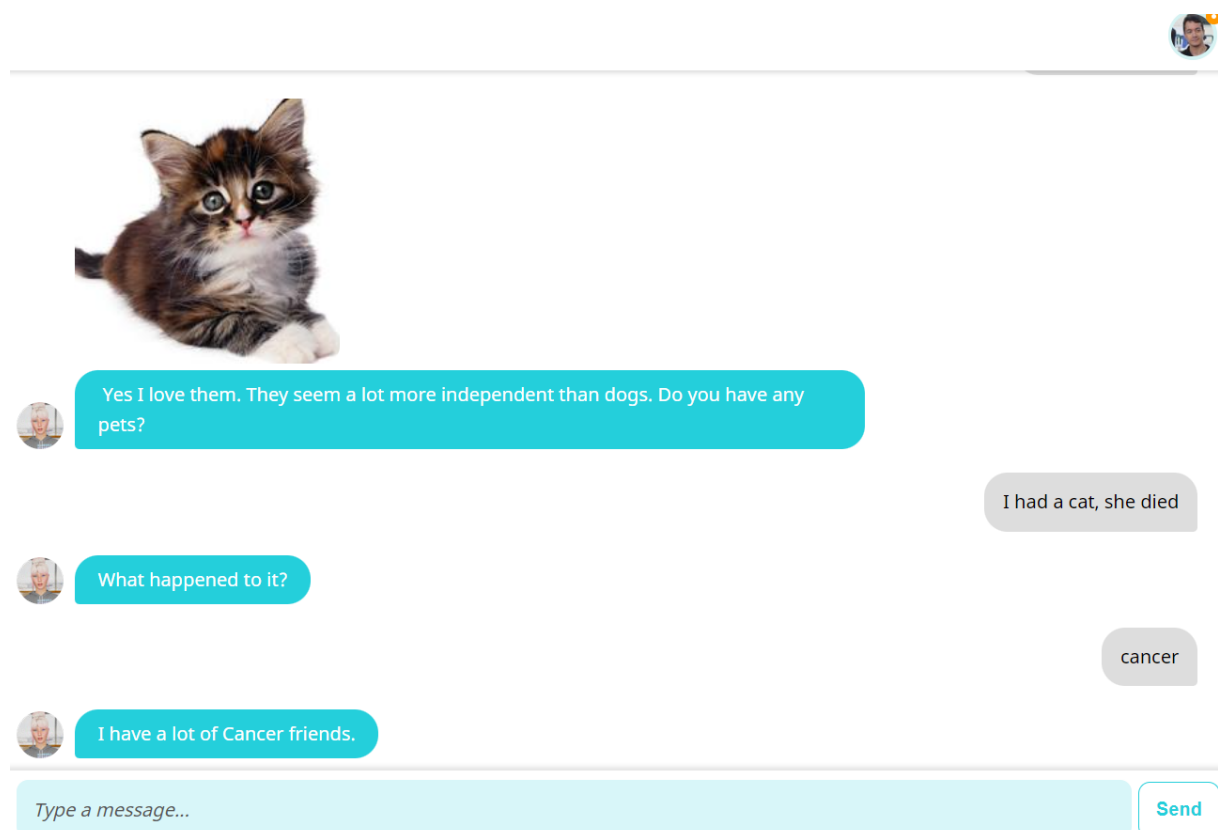 Yes I love them. They seem a lot more independent than dogs. Do you have any
pets?
I had a cat, she died
What happened to it?
cancer
I have a lot of Cancer friends.
Type a message...
Send